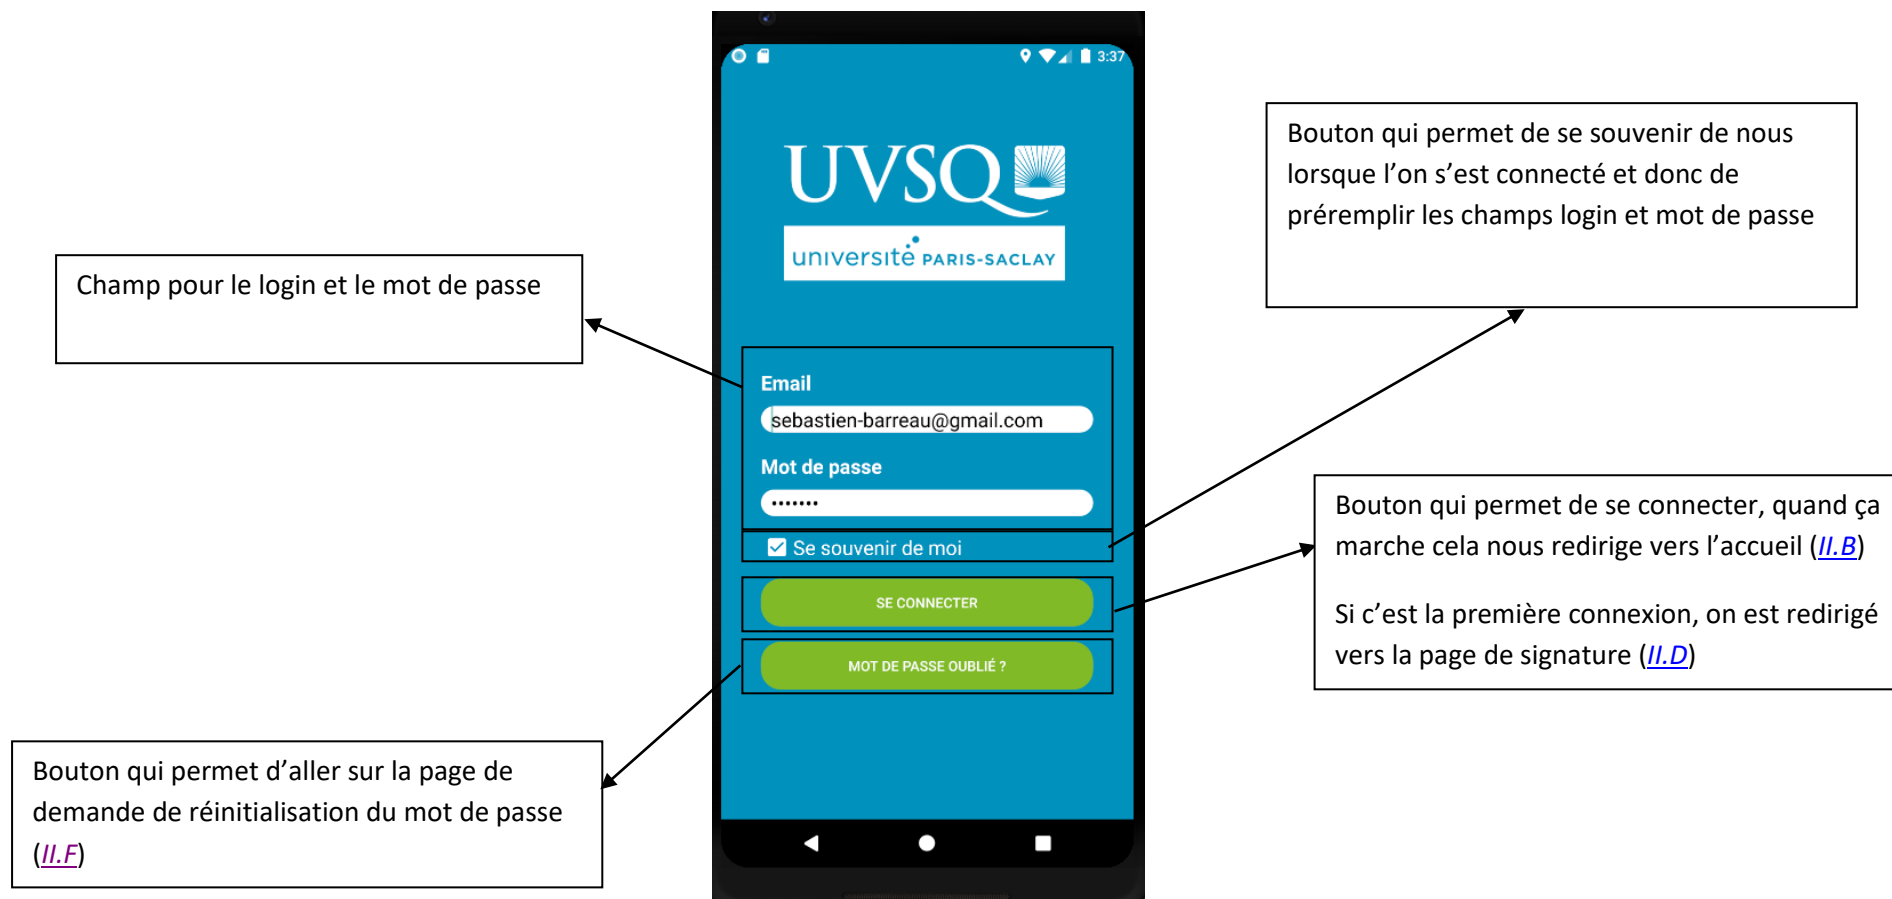 3:37
UVSQ
université PARIS-SACLAY
Champ pour le login et le mot de passe
Bouton qui permet de se souvenir de nous
lorsque l’on s’est connecté et donc de
préremplir les champs login et mot de passe
Email
sebastien-barreau@gmail.com
Mot de passe
•••••••
Se souvenir de moi
SE CONNECTER
MOT DE PASSE OUBLIÉ ?
Bouton qui permet de se connecter, quand ça
marche cela nous redirige vers l’accueil (II.B)
Si c’est la première connexion, on est redirigé
vers la page de signature (II.D)
Bouton qui permet d’aller sur la page de
demande de réinitialisation du mot de passe
(II.F)